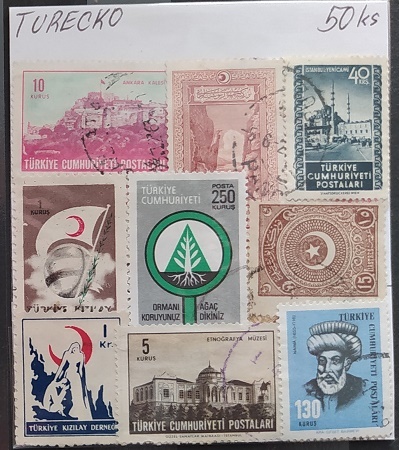 TURECKO 50 ks
10
KURUŞ
ANKARA KALESİ
TÜRKİYE CUMHURİYETİ POSTALARI
İSTANBUL YENİCAMİ
40
TÜRKİYE
CUMHURİYETİ
POSTALARI
1
KURUŞ
TÜRKİYE KIZILAY
TÜRKİYE
CUMHURİYETİ
POSTA
250
KURUŞ
ORMANI
KORUYUNUZ
AĞAÇ
DİKİNİZ
1
Kr.
TÜRKİYE KIZILAY DERNEĞİ
ETNOĞRAFYA MÜZESİ
5
KURUŞ
TÜRKİYE CUMHURİYETİ POSTALARI
TÜRKİYE
CUMHURİYETİ
POSTALARI
130
KURUŞ